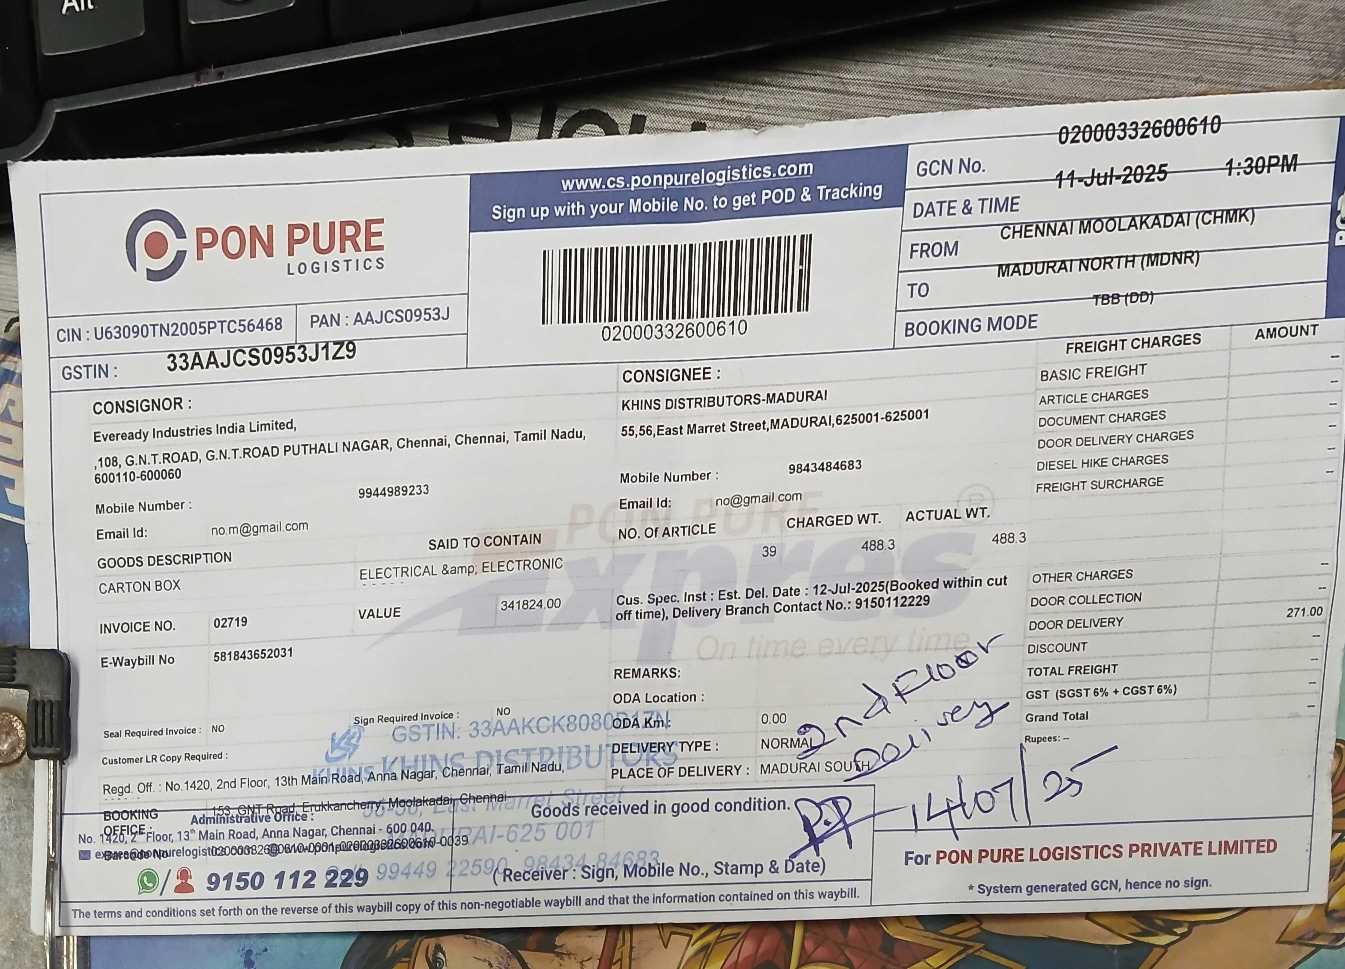 Alt
PON PURE
LOGISTICS
CIN : U63090TN2005PTC56468
PAN : AAJCS0953J
GSTIN : 33AAJCS0953J1Z9
www.cs.ponpurelogistics.com
Sign up with your Mobile No. to get POD & Tracking
02000332600610
GCN No. 02000332600610
DATE & TIME 11-Jul-2025 1:30PM
FROM CHENNAI MOOLAKADAI (CHMK)
TO MADURAI NORTH (MDNR)
BOOKING MODE TBB (DD)
CONSIGNOR :
Eveready Industries India Limited,
,108, G.N.T.ROAD, G.N.T.ROAD PUTHALI NAGAR, Chennai, Chennai, Tamil Nadu,
600110-600060
Mobile Number : 9944989233
Email Id: no.m@gmail.com
GOODS DESCRIPTION SAID TO CONTAIN
CARTON BOX ELECTRICAL &amp; ELECTRONIC
INVOICE NO. 02719 VALUE 341824.00
E-Waybill No 581843652031
Seal Required Invoice : NO Sign Required Invoice : NO
Customer LR Copy Required :
Regd. Off. : No.1420, 2nd Floor, 13th Main Road, Anna Nagar, Chennai, Tamil Nadu,
BOOKING OFFICE : 153, GNT Road, Erukkancherry, Moolakadai, Chennai
Administrative Office :
No. 1420, 2nd Floor, 13th Main Road, Anna Nagar, Chennai - 600 040.
9150 112 229
CONSIGNEE :
KHINS DISTRIBUTORS-MADURAI
55,56,East Marret Street,MADURAI,625001-625001
Mobile Number : 9843484683
Email Id: no@gmail.com
NO. Of ARTICLE CHARGED WT. ACTUAL WT.
39 488.3 488.3
Cus. Spec. Inst : Est. Del. Date : 12-Jul-2025(Booked within cut
off time), Delivery Branch Contact No.: 9150112229
PON PURE
Expres
On time every time
REMARKS:
ODA Location :
ODA Km.: 0.00
DELIVERY TYPE : NORMAL
PLACE OF DELIVERY : MADURAI SOUTH
2nd Floor
Delivery
14/07/25
GSTIN: 33AAKCK8080
KHINS DISTRIBUTORS
East Marret Street
MADURAI-625 001
99449 22590, 98434 84683
Goods received in good condition.
( Receiver : Sign, Mobile No., Stamp & Date)
FREIGHT CHARGES AMOUNT
BASIC FREIGHT –
ARTICLE CHARGES –
DOCUMENT CHARGES –
DOOR DELIVERY CHARGES –
DIESEL HIKE CHARGES –
FREIGHT SURCHARGE –
OTHER CHARGES –
DOOR COLLECTION –
DOOR DELIVERY 271.00
DISCOUNT –
TOTAL FREIGHT –
GST (SGST 6% + CGST 6%) –
Grand Total –
Rupees: --
For PON PURE LOGISTICS PRIVATE LIMITED
* System generated GCN, hence no sign.
The terms and conditions set forth on the reverse of this waybill copy of this non-negotiable waybill and that the information contained on this waybill.